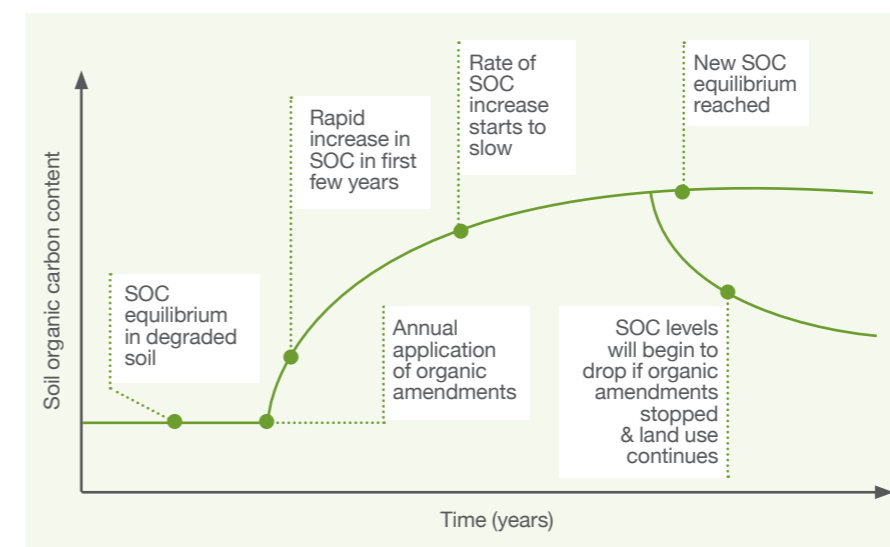 Rate of
SOC
increase
starts to
slow
New SOC
equilibrium
reached
Rapid
increase in
SOC in first
few years
SOC
equilibrium
in degraded
soil
Annual
application
of organic
amendments
SOC levels
will begin to
drop if organic
amendments
stopped
& land use
continues
Soil organic carbon content
Time (years)